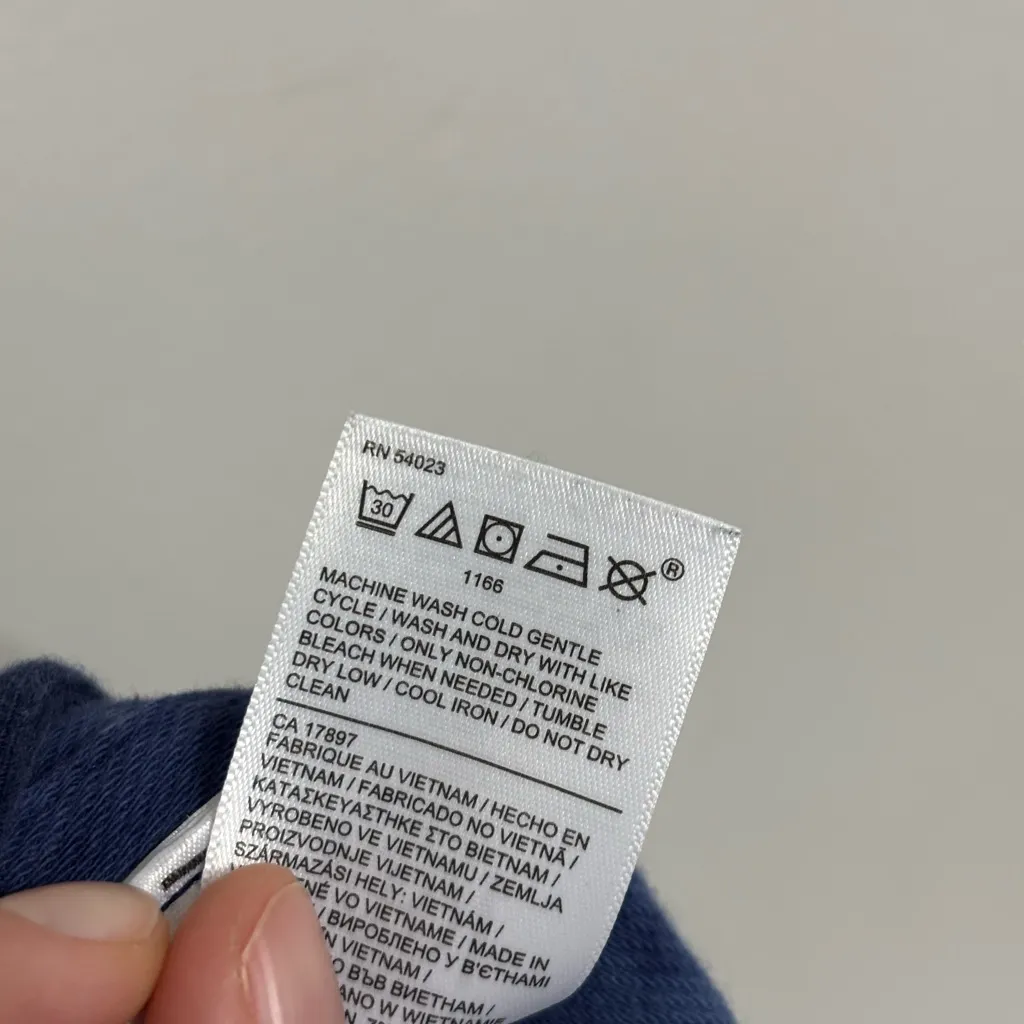 RN 54023
30
®
1166
MACHINE WASH COLD GENTLE
CYCLE / WASH AND DRY WITH LIKE
COLORS / ONLY NON-CHLORINE
BLEACH WHEN NEEDED / TUMBLE
DRY LOW / COOL IRON / DO NOT DRY
CLEAN
CA 17897
FABRIQUE AU VIETNAM / HECHO EN
VIETNAM / FABRICADO NO VIETNÃ /
ΚΑΤΑΣΚΕΥΑΣΤΗΚΕ ΣΤΟ ΒΙΕΤΝΑΜ /
VYROBENO VE VIETNAMU / ZEMLJA
PROIZVODNJE VIJETNAM /
SZÁRMAZÁSI HELY: VIETNÁM /
VO VIETNAME / MADE IN
/ ВИРОБЛЕНО У В'ЄТНАМІ
VIETNAM /
ВЪВ ВИЕТНАМ /
W WIETNAMIE